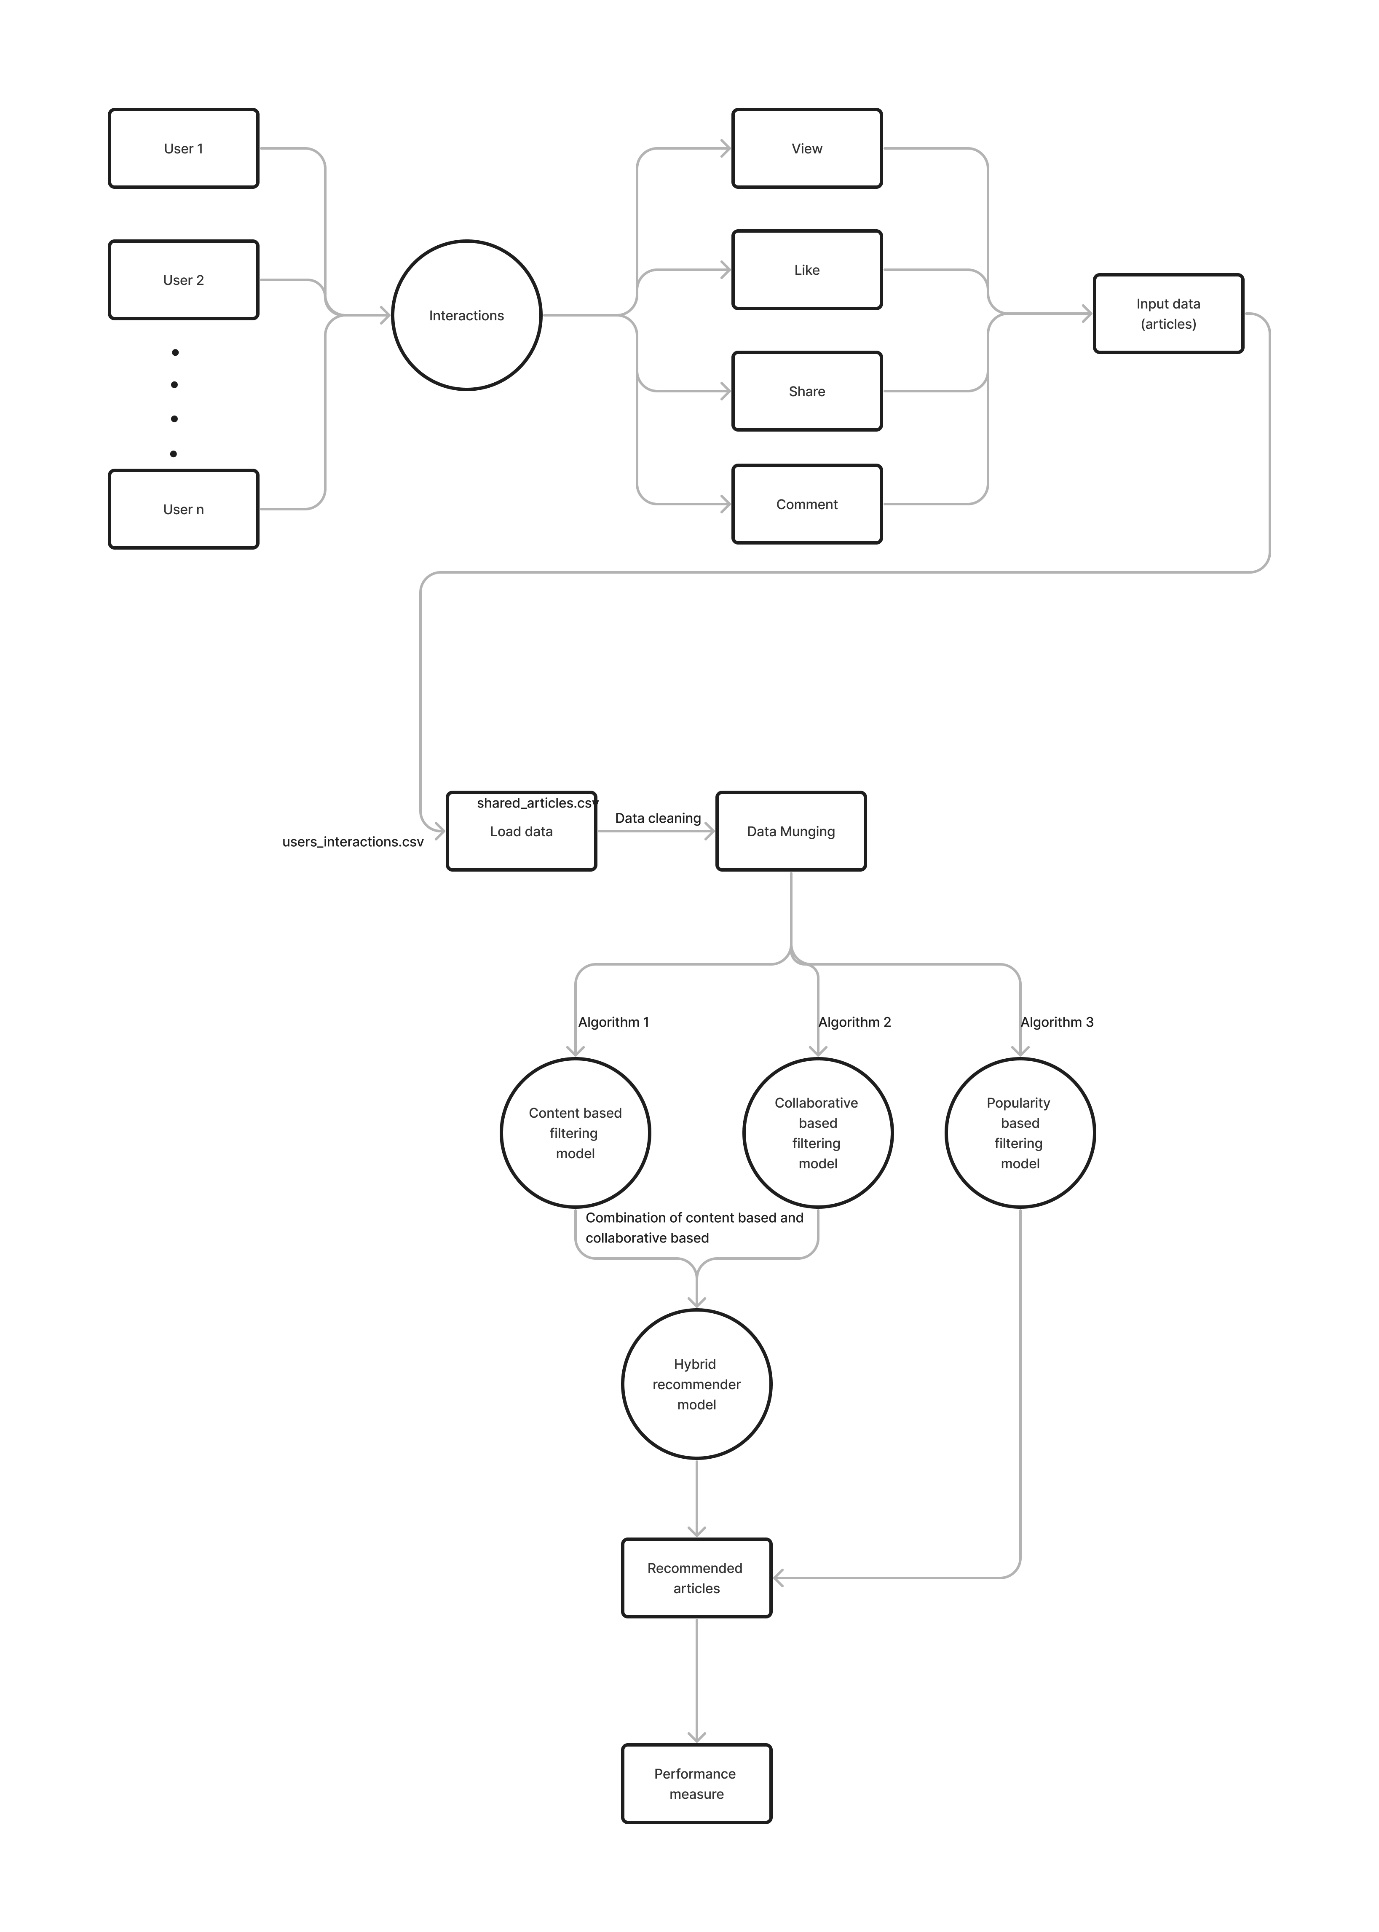 User 1
User 2
User n
Interactions
View
Like
Share
Comment
Input data
(articles)
shared_articles.csv
Load data
users_interactions.csv
Data cleaning
Data Munging
Algorithm 1
Algorithm 2
Algorithm 3
Content based
filtering
model
Collaborative
based
filtering
model
Popularity
based
filtering
model
Combination of content based and
collaborative based
Hybrid
recommender
model
Recommended
articles
Performance
measure